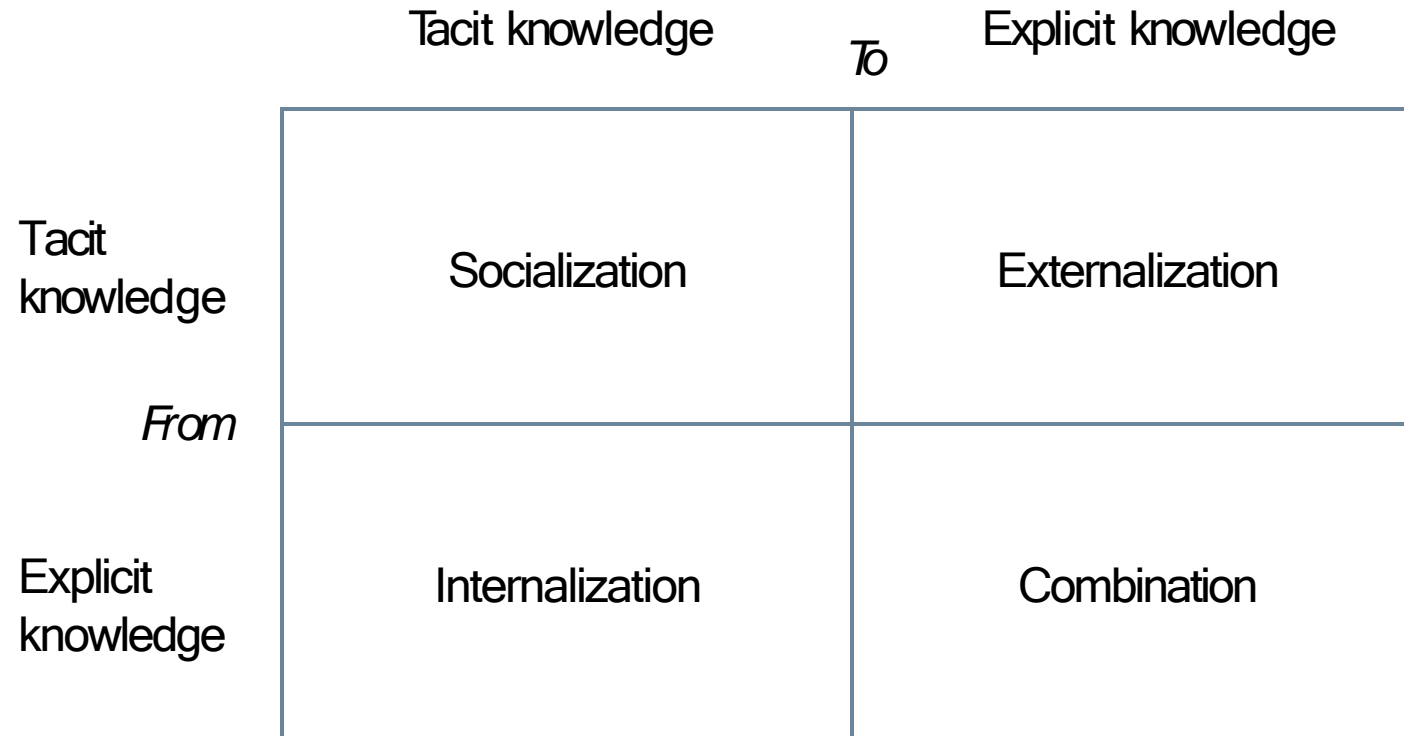 Tacit knowledge
To
Explicit knowledge
Tacit
knowledge
Socialization
Externalization
From
Explicit
knowledge
Internalization
Combination